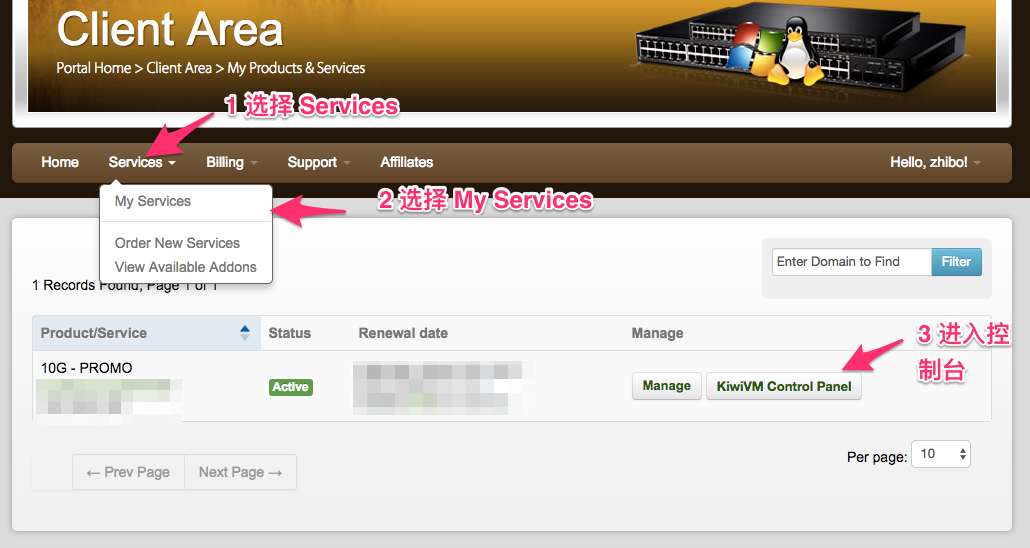 Client Area
Portal Home > Client Area > My Products & Services
1 选择 Services
Home Services Billing Support Affiliates Hello, zhibo!
My Services
2 选择 My Services
Order New Services
View Available Addons
Enter Domain to Find Filter
1 Records Found, Page 1 of 1
Product/Service Status Renewal date Manage
3 进入控
制台
10G - PROMO
Active
Manage KiwiVM Control Panel
← Prev Page Next Page →
Per page: 10